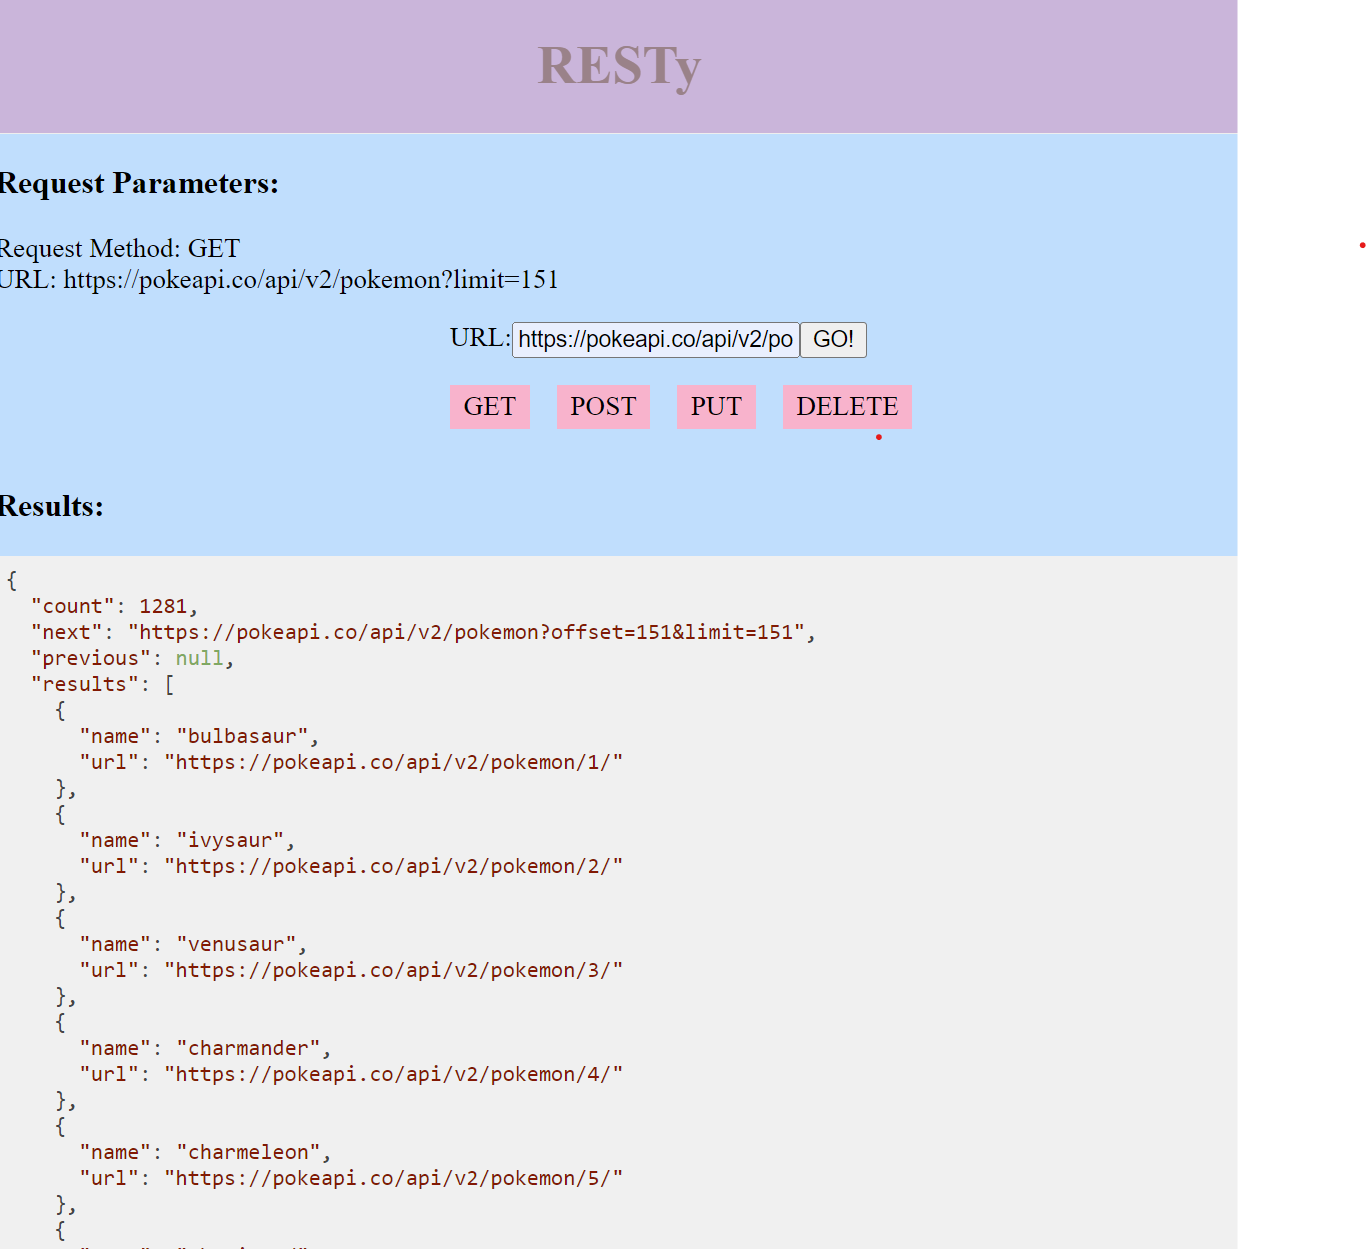 RESTy
Request Parameters:
Request Method: GET
URL: https://pokeapi.co/api/v2/pokemon?limit=151
URL: https://pokeapi.co/api/v2/po GO!
GET POST PUT DELETE
Results:
{
  "count": 1281,
  "next": "https://pokeapi.co/api/v2/pokemon?offset=151&limit=151",
  "previous": null,
  "results": [
    {
      "name": "bulbasaur",
      "url": "https://pokeapi.co/api/v2/pokemon/1/"
    },
    {
      "name": "ivysaur",
      "url": "https://pokeapi.co/api/v2/pokemon/2/"
    },
    {
      "name": "venusaur",
      "url": "https://pokeapi.co/api/v2/pokemon/3/"
    },
    {
      "name": "charmander",
      "url": "https://pokeapi.co/api/v2/pokemon/4/"
    },
    {
      "name": "charmeleon",
      "url": "https://pokeapi.co/api/v2/pokemon/5/"
    },
    {